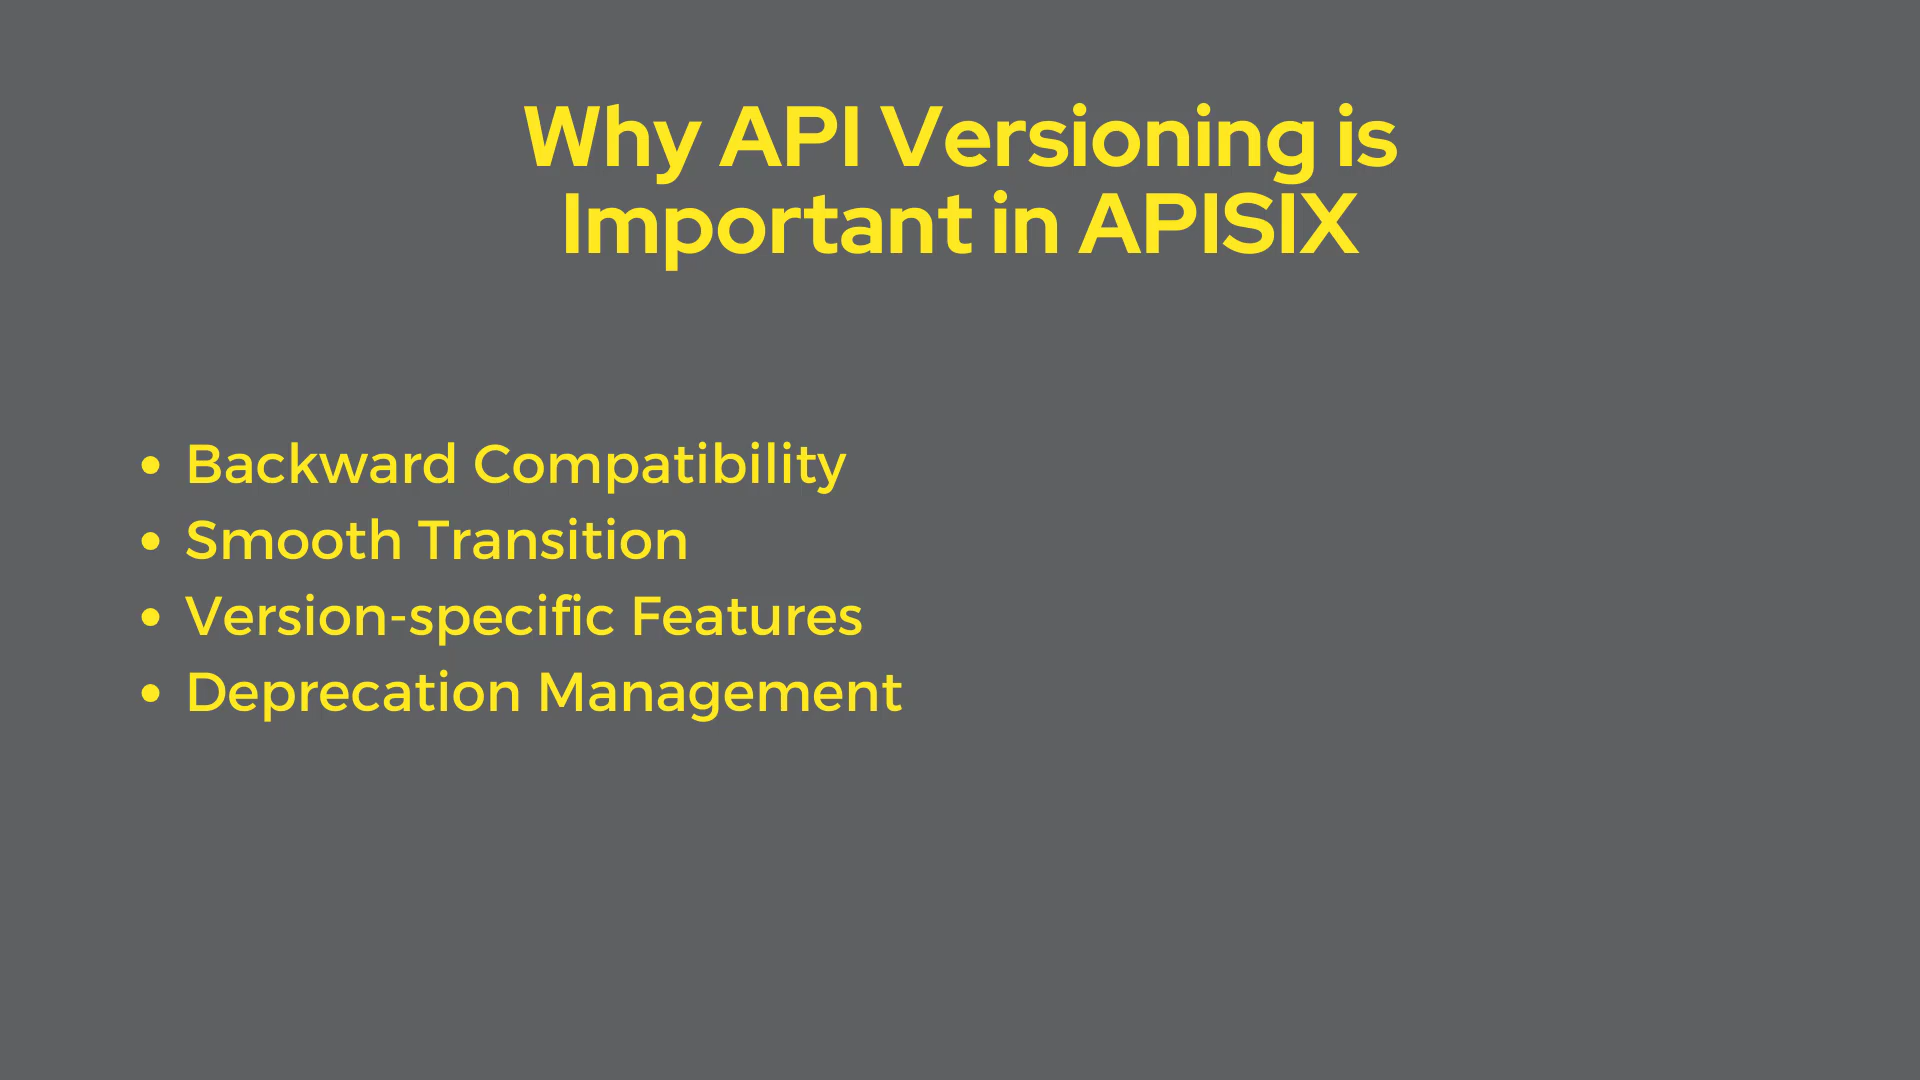 Why API Versioning is
Important in APISIX
• Backward Compatibility
• Smooth Transition
• Version-specific Features
• Deprecation Management